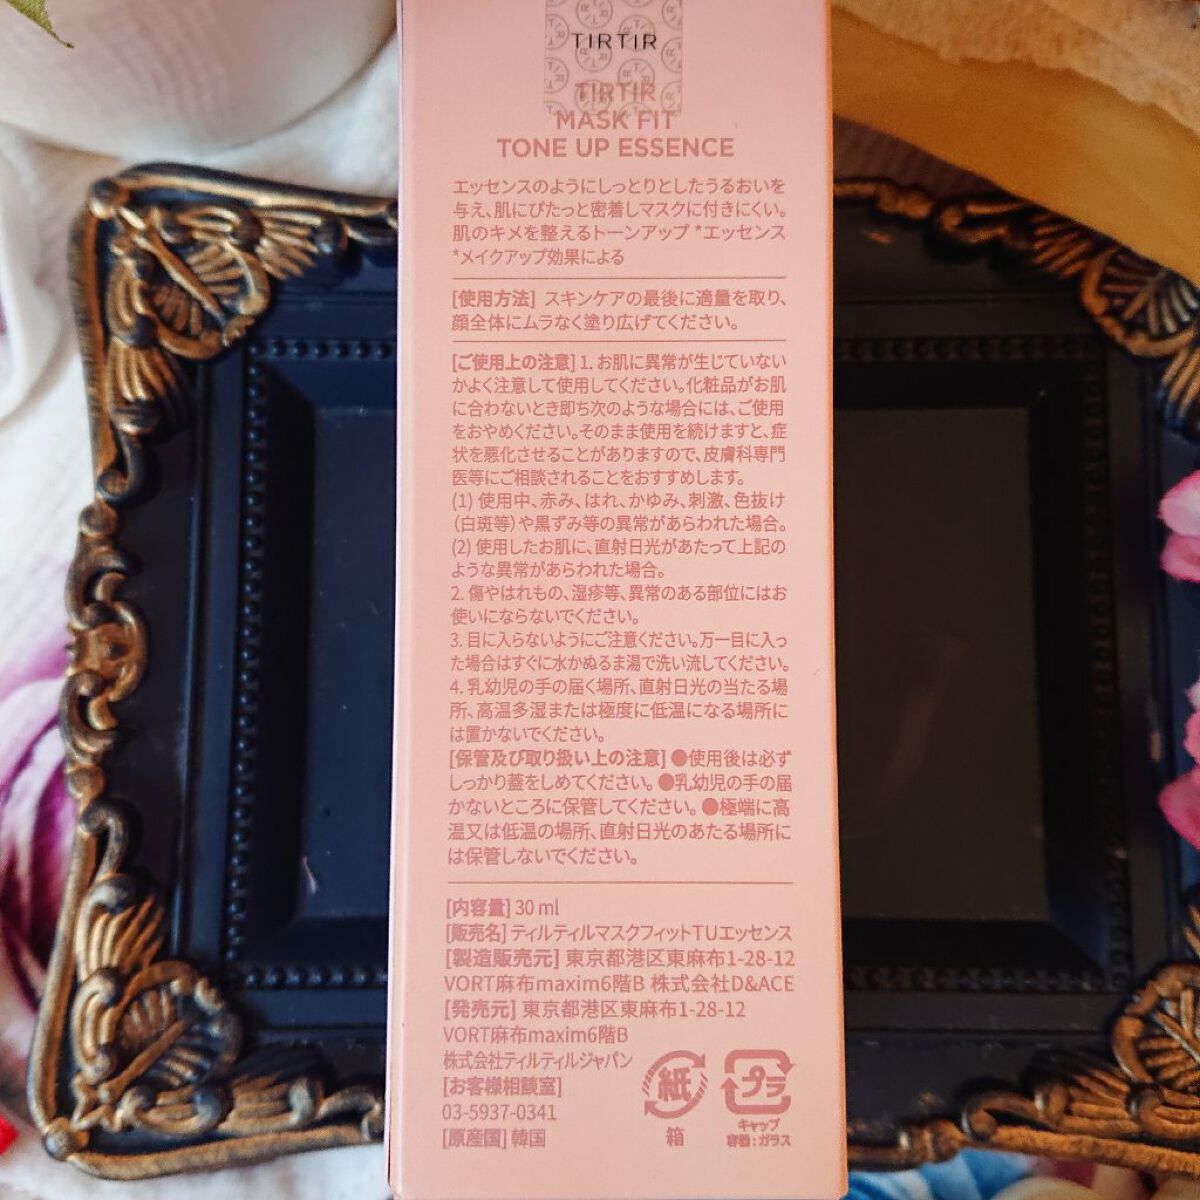 TIRTIR
TIRTIR
MASK FIT
TONE UP ESSENCE
エッセンスのようにしっとりとしたうるおいを
与え、肌にぴたっと密着しマスクに付きにくい。
肌のキメを整えるトーンアップ *エッセンス
*メイクアップ効果による
[使用方法] スキンケアの最後に適量を取り、
顔全体にムラなく塗り広げてください。
[ご使用上の注意] 1. お肌に異常が生じていない
かよく注意して使用してください。化粧品がお肌
に合わないとき即ち次のような場合には、ご使用
をおやめください。そのまま使用を続けますと、症
状を悪化させることがありますので、皮膚科専門
医等にご相談されることをおすすめします。
(1) 使用中、赤み、はれ、かゆみ、刺激、色抜け
（白斑等）や黒ずみ等の異常があらわれた場合。
(2) 使用したお肌に、直射日光があたって上記の
ような異常があらわれた場合。
2. 傷やはれもの、湿疹等、異常のある部位にはお
使いにならないでください。
3. 目に入らないようにご注意ください。万一目に入っ
た場合はすぐに水かぬるま湯で洗い流してください。
4. 乳幼児の手の届く場所、直射日光の当たる場
所、高温多湿または極度に低温になる場所に
は置かないでください。
[保管及び取り扱い上の注意] ●使用後は必ず
しっかり蓋をしめてください。●乳幼児の手の届
かないところに保管してください。●極端に高
温又は低温の場所、直射日光のあたる場所に
は保管しないでください。
[内容量] 30 ml
[販売名] ティルティルマスクフィットTUエッセンス
[製造販売元] 東京都港区東麻布1-28-12
VORT麻布maxim6階B 株式会社D&ACE
[発売元] 東京都港区東麻布1-28-12
VORT麻布maxim6階B
株式会社ティルティルジャパン
[お客様相談室]
03-5937-0341
[原産国] 韓国
紙
箱
プラ
キャップ
容器：ガラス